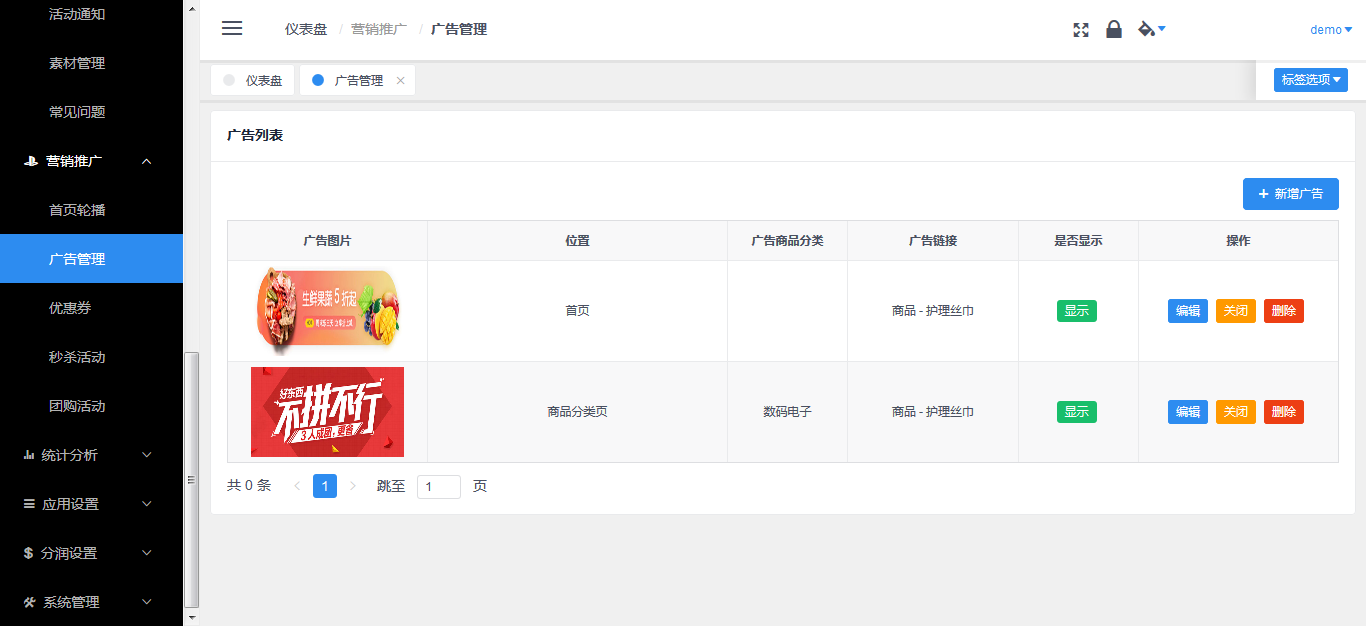 活动通知
素材管理
常见问题
营销推广
首页轮播
广告管理
优惠券
秒杀活动
团购活动
统计分析
应用设置
分润设置
系统管理
仪表盘 / 营销推广 / 广告管理
demo
仪表盘
广告管理
标签选项
广告列表
+ 新增广告
广告图片 位置 广告商品分类 广告链接 是否显示 操作
生鲜果蔬5折起
首页 商品 - 护理丝巾 显示 编辑 关闭 删除
好东西
不拼不行
3人成团,更省
商品分类页 数码电子 商品 - 护理丝巾 显示 编辑 关闭 删除
共 0 条 1 跳至 1 页